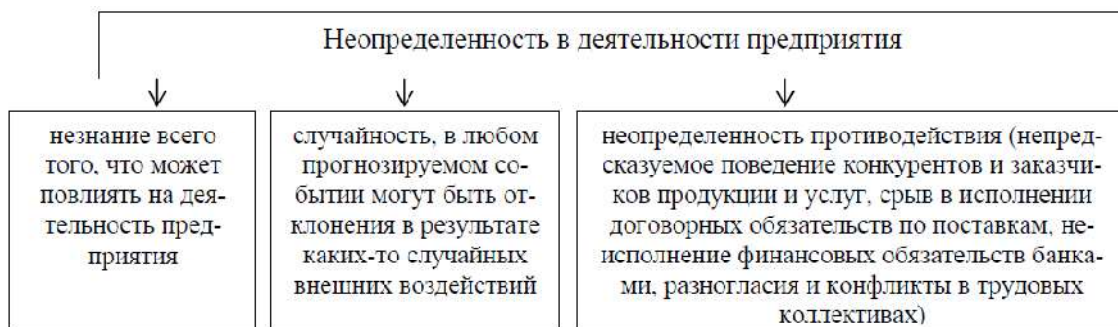 Неопределенность в деятельности предприятия
незнание всего
того, что может
повлиять на дея-
тельность пред-
приятия
случайность, в любом
прогнозируемом со-
бытии могут быть от-
клонения в результате
каких-то случайных
внешних воздействий
неопределенность противодействия (непред-
сказуемое поведение конкурентов и заказчи-
ков продукции и услуг, срыв в исполнении
договорных обязательств по поставкам, не-
исполнение финансовых обязательств банка-
ми, разногласия и конфликты в трудовых
коллективах)